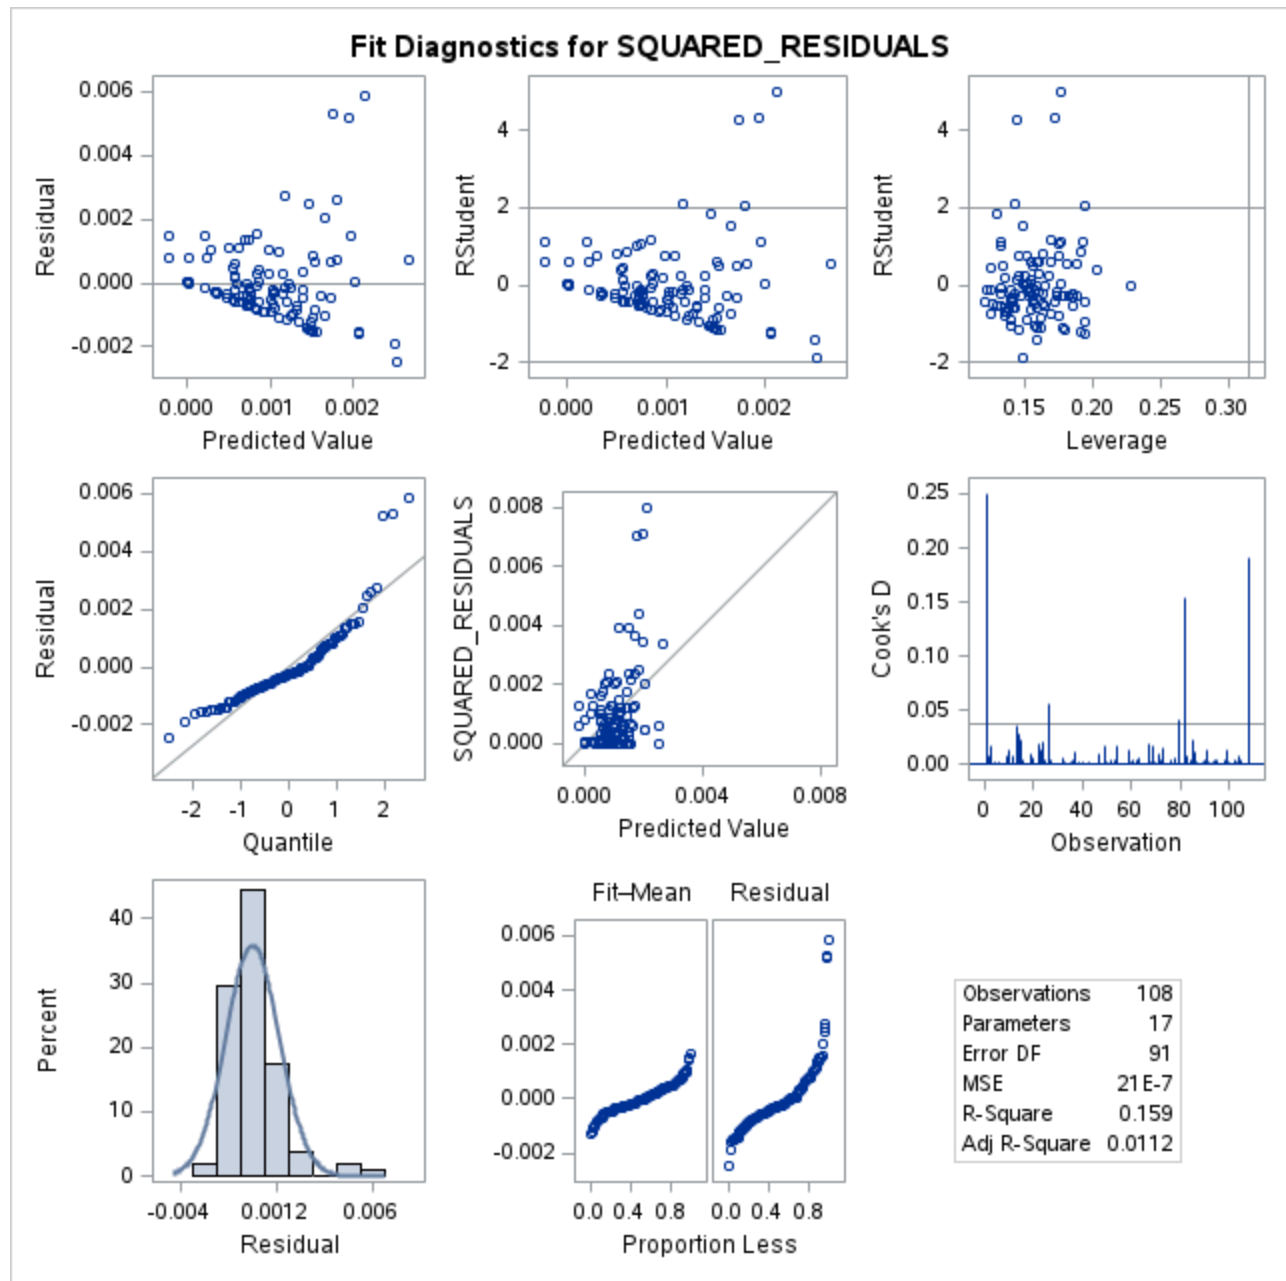 Fit Diagnostics for SQUARED_RESIDUALS
Residual
0.006
0.004
0.002
0.000
-0.002
0.000 0.001 0.002
Predicted Value
RStudent
4
2
0
-2
0.000 0.001 0.002
Predicted Value
RStudent
4
2
0
-2
0.15 0.20 0.25 0.30
Leverage
Residual
0.006
0.004
0.002
0.000
-0.002
-2 -1 0 1 2
Quantile
SQUARED_RESIDUALS
0.008
0.006
0.004
0.002
0.000
0.000 0.004 0.008
Predicted Value
Cook's D
0.25
0.20
0.15
0.10
0.05
0.00
0 20 40 60 80 100
Observation
Percent
40
30
20
10
0
-0.004 0.0012 0.006
Residual
Fit–Mean Residual
0.006
0.004
0.002
0.000
-0.002
0.0 0.4 0.8 0.0 0.4 0.8
Proportion Less
Observations 108
Parameters 17
Error DF 91
MSE 21E-7
R-Square 0.159
Adj R-Square 0.0112